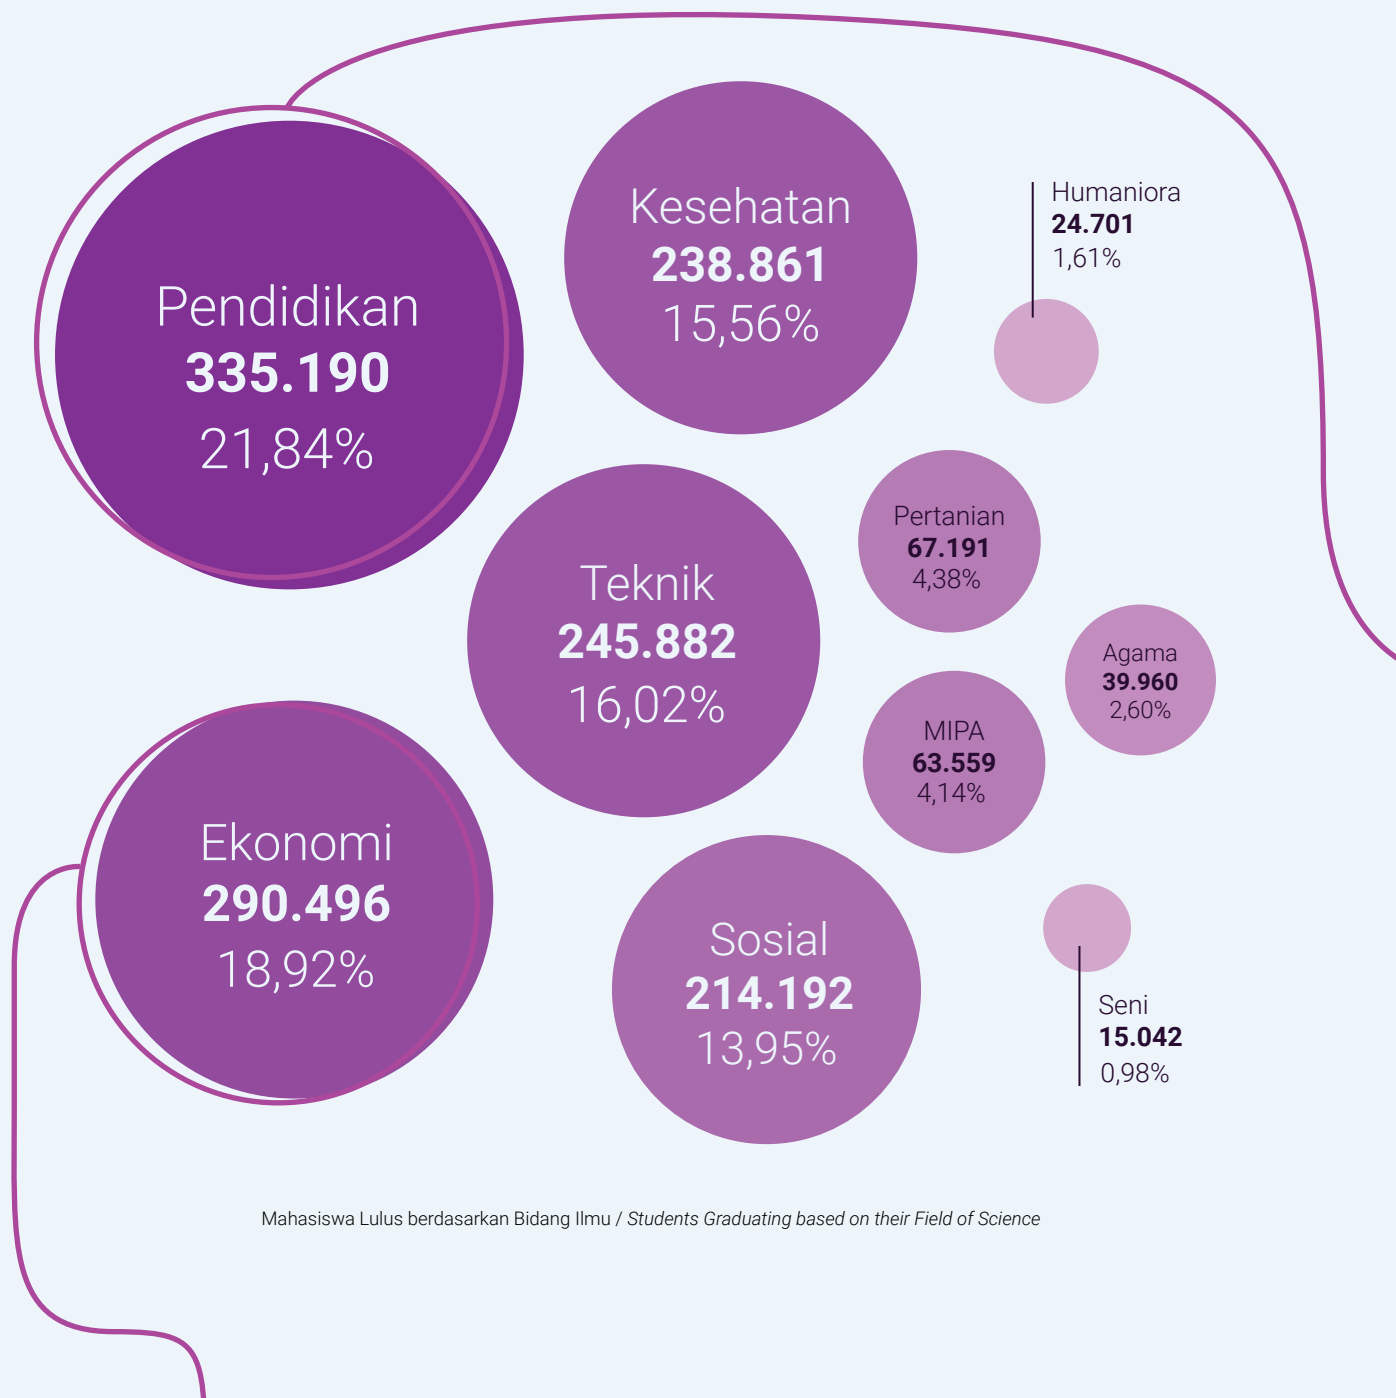 Pendidikan
335.190
21,84%
Kesehatan
238.861
15,56%
Humaniora
24.701
1,61%
Teknik
245.882
16,02%
Pertanian
67.191
4,38%
Agama
39.960
2,60%
MIPA
63.559
4,14%
Ekonomi
290.496
18,92%
Sosial
214.192
13,95%
Seni
15.042
0,98%
Mahasiswa Lulus berdasarkan Bidang Ilmu / Students Graduating based on their Field of Science